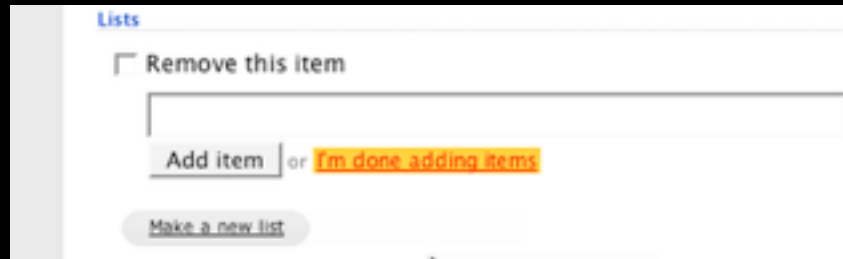 Lists
Remove this item
Add item or I'm done adding items
Make a new list